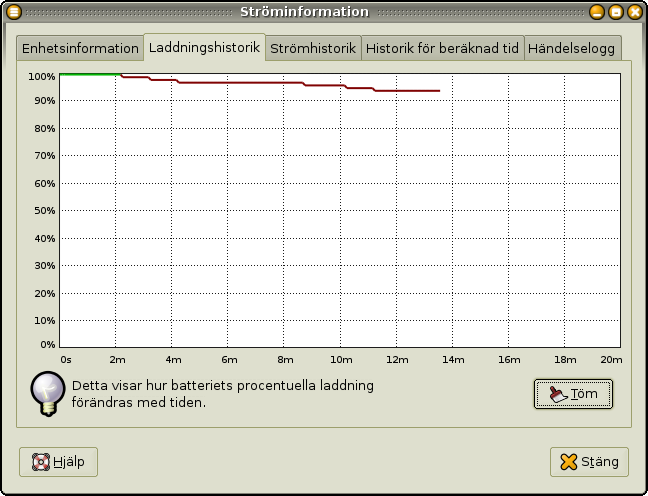 Ströminformation
Enhetsinformation Laddningshistorik Strömhistorik Historik för beräknad tid Händelselogg
100%
90%
80%
70%
60%
50%
40%
30%
20%
10%
0%
0s 2m 4m 6m 8m 10m 12m 14m 16m 20m
Detta visar hur batteriets procentuella laddning
förändras med tiden.
Töm
Hjälp
Stäng